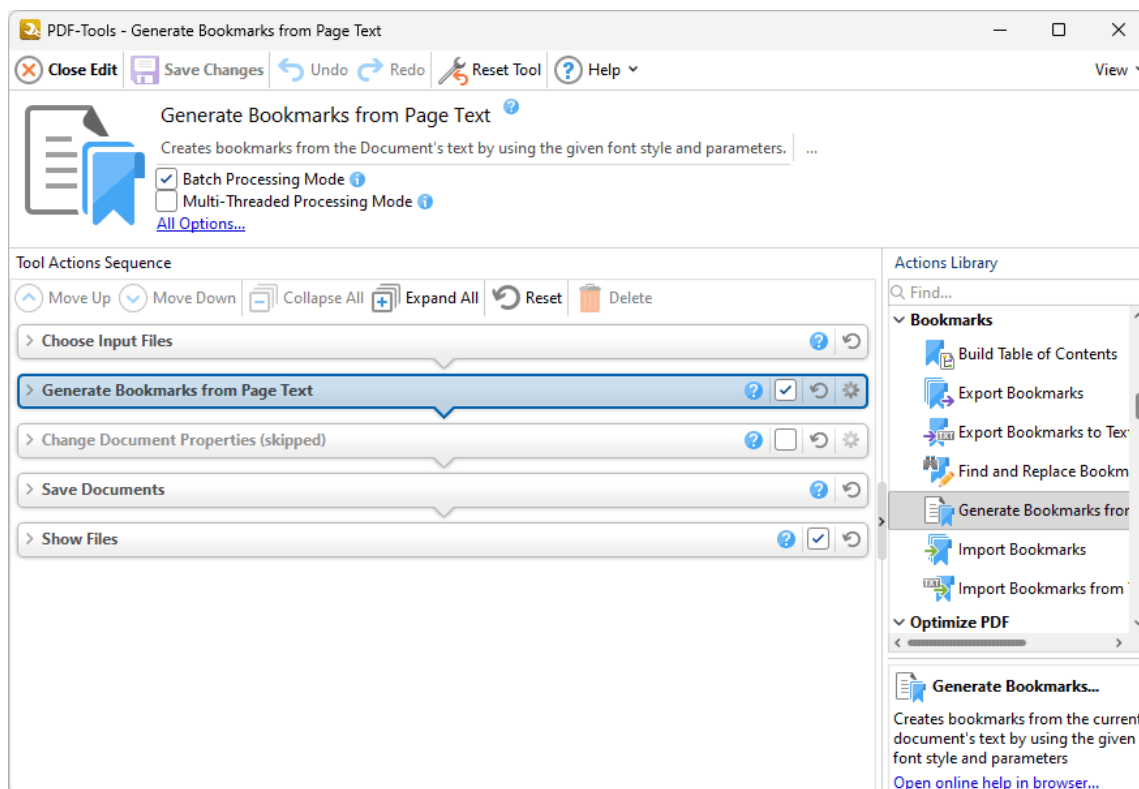 PDF-Tools - Generate Bookmarks from Page Text
Close Edit Save Changes Undo Redo Reset Tool Help View
Generate Bookmarks from Page Text
Creates bookmarks from the Document's text by using the given font style and parameters. ...
Batch Processing Mode
Multi-Threaded Processing Mode
All Options...
Tool Actions Sequence
Move Up Move Down Collapse All Expand All Reset Delete
Choose Input Files
Generate Bookmarks from Page Text
Change Document Properties (skipped)
Save Documents
Show Files
Actions Library
Find...
Bookmarks
Build Table of Contents
Export Bookmarks
Export Bookmarks to Tex
Find and Replace Bookm
Generate Bookmarks fror
Import Bookmarks
Import Bookmarks from
Optimize PDF
Generate Bookmarks...
Creates bookmarks from the current
document's text by using the given
font style and parameters
Open online help in browser...